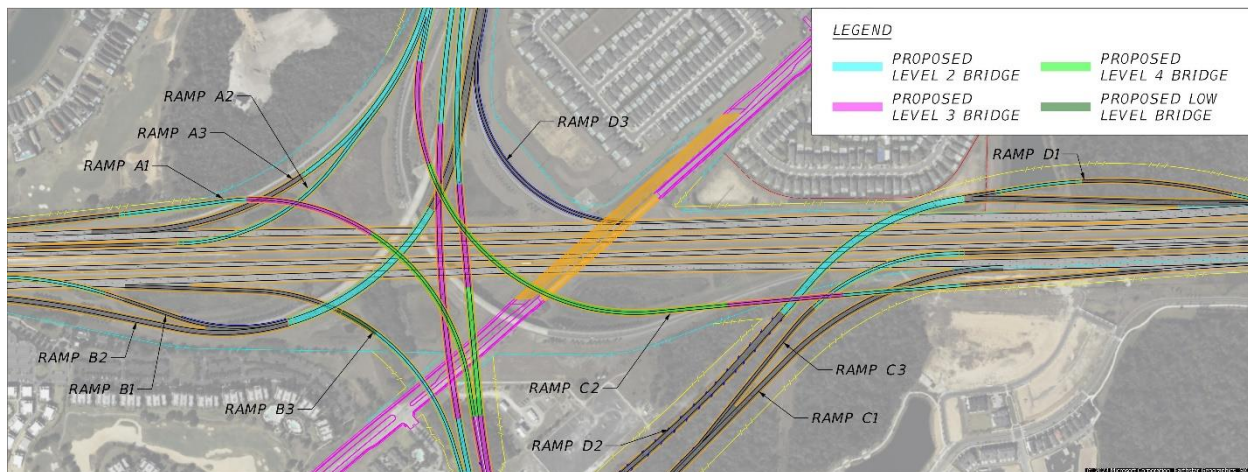 LEGEND
PROPOSED
LEVEL 2 BRIDGE
PROPOSED
LEVEL 4 BRIDGE
PROPOSED
LEVEL 3 BRIDGE
PROPOSED LOW
LEVEL BRIDGE
RAMP A2
RAMP A3
RAMP A1
RAMP D3
RAMP D1
RAMP B2
RAMP B1
RAMP B3
RAMP C2
RAMP D2
RAMP C3
RAMP C1